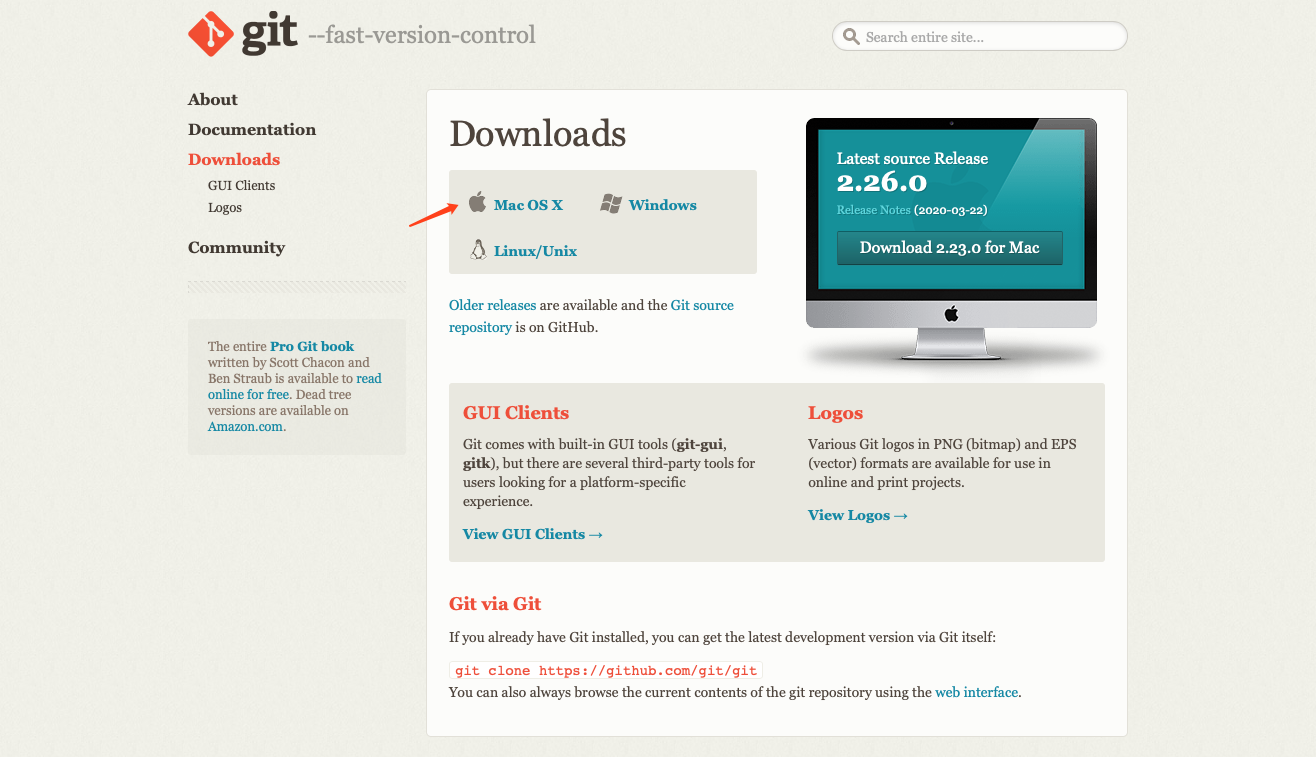 git --fast-version-control
Search entire site...
About
Documentation
Downloads
GUI Clients
Logos
Community
The entire Pro Git book
written by Scott Chacon and
Ben Straub is available to read
online for free. Dead tree
versions are available on
Amazon.com.
Downloads
Mac OS X
Windows
Linux/Unix
Older releases are available and the Git source
repository is on GitHub.
Latest source Release
2.26.0
Release Notes (2020-03-22)
Download 2.23.0 for Mac
GUI Clients
Git comes with built-in GUI tools (git-gui,
gitk), but there are several third-party tools for
users looking for a platform-specific
experience.
View GUI Clients →
Logos
Various Git logos in PNG (bitmap) and EPS
(vector) formats are available for use in
online and print projects.
View Logos →
Git via Git
If you already have Git installed, you can get the latest development version via Git itself:
git clone https://github.com/git/git
You can also always browse the current contents of the git repository using the web interface.